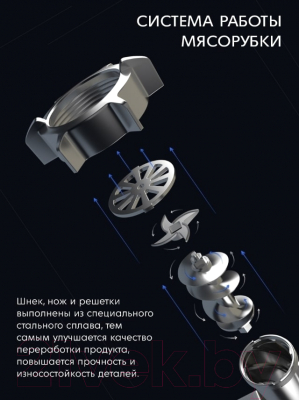 СИСТЕМА РАБОТЫ
МЯСОРУБКИ
Шнек, нож и решетки
выполнены из специального
стального сплава, тем
самым улучшается качество
переработки продукта,
повышается прочность и
износостойкость деталей.